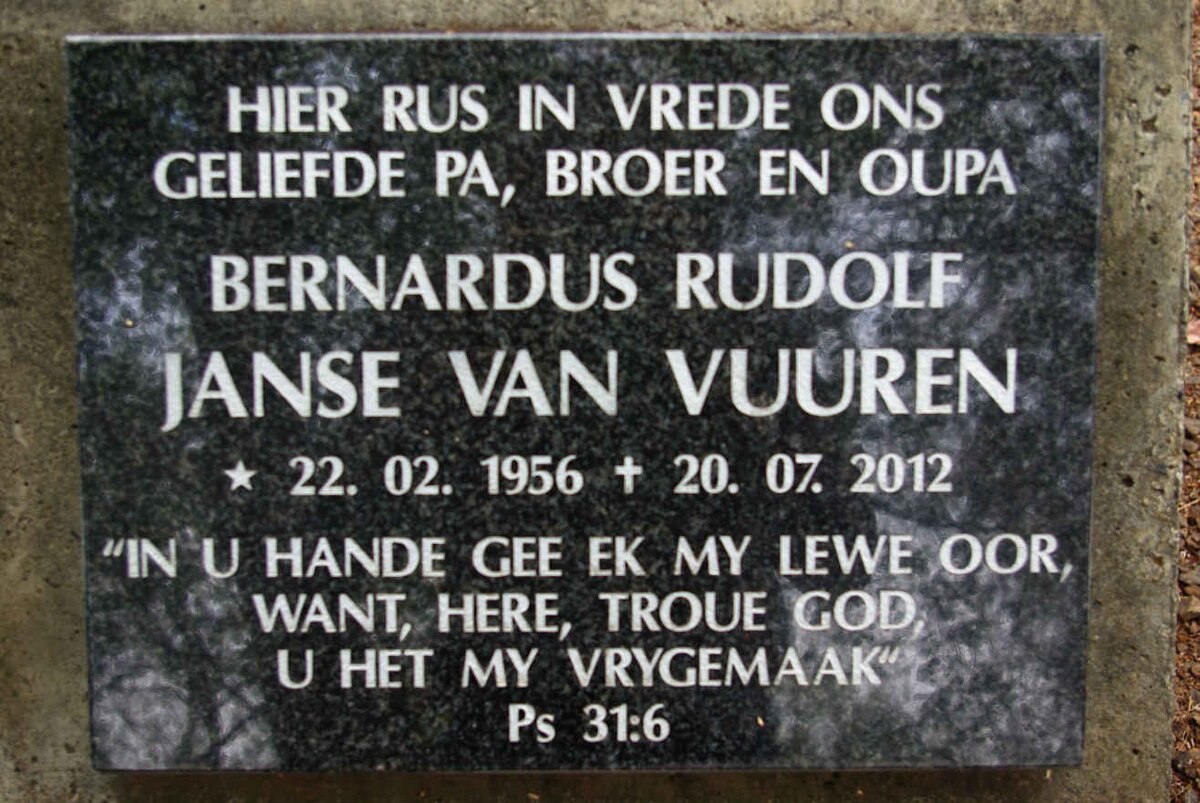 HIER RUS IN VREDE ONS
GELIEFDE PA, BROER EN OUPA
BERNARDUS RUDOLF
JANSE VAN VUUREN
★ 22. 02. 1956 ✝ 20. 07. 2012
“IN U HANDE GEE EK MY LEWE OOR,
WANT, HERE, TROUE GOD,
U HET MY VRYGEMAAK“
Ps 31:6